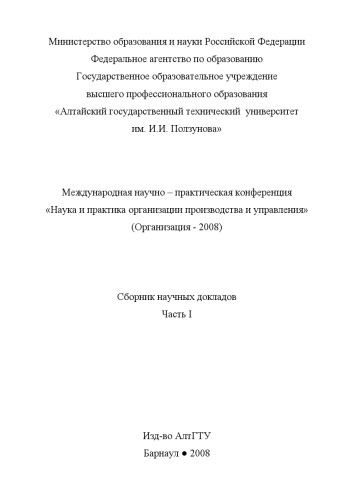 Министерство образования и науки Российской Федерации
Федеральное агентство по образованию
Государственное образовательное учреждение
высшего профессионального образования
«Алтайский государственный технический университет
им. И.И. Ползунова»
Международная научно – практическая конференция
«Наука и практика организации производства и управления»
(Организация - 2008)
Сборник научных докладов
Часть I
Изд-во АлтГТУ
Барнаул ● 2008